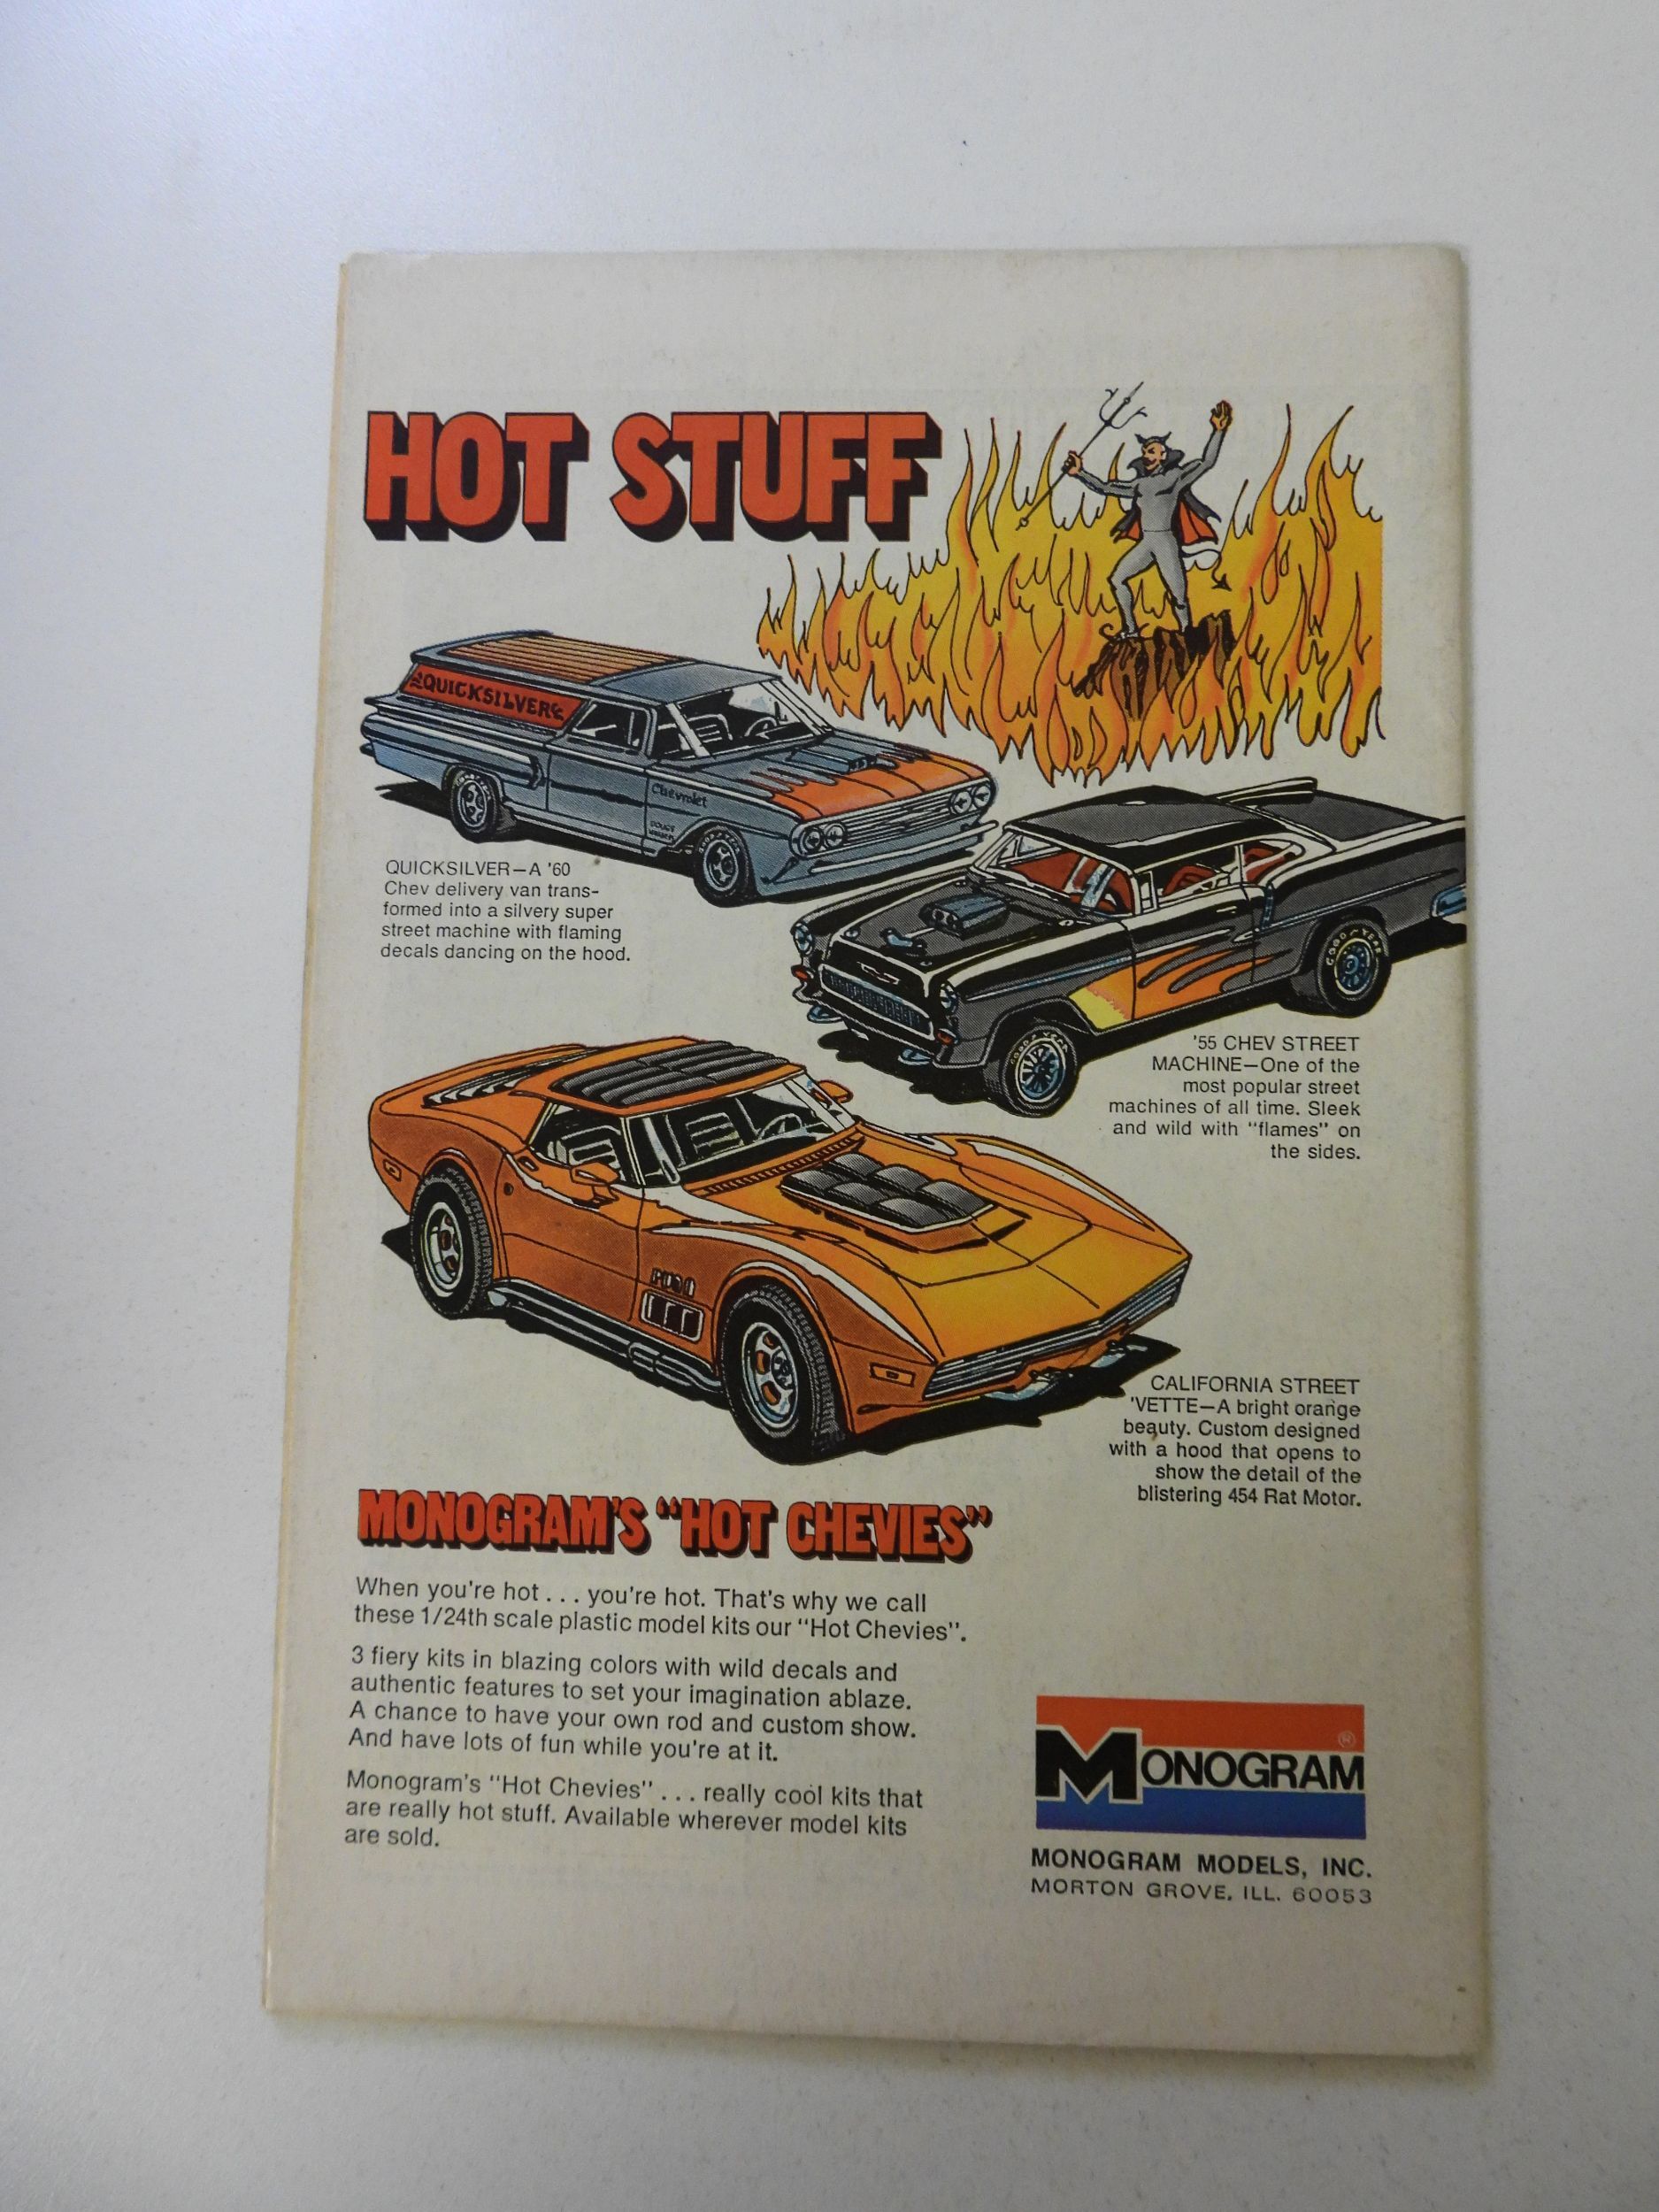 HOT STUFF
QUICKSILVER
Chevrolet
QUICKSILVER—A '60
Chev delivery van trans-
formed into a silvery super
street machine with flaming
decals dancing on the hood.
GOOD YEAR
GOOD YEAR
'55 CHEV STREET
MACHINE—One of the
most popular street
machines of all time. Sleek
and wild with "flames" on
the sides.
CALIFORNIA STREET
'VETTE—A bright orange
beauty. Custom designed
with a hood that opens to
show the detail of the
blistering 454 Rat Motor.
MONOGRAM'S "HOT CHEVIES"
When you're hot . . . you're hot. That's why we call
these 1/24th scale plastic model kits our "Hot Chevies".
3 fiery kits in blazing colors with wild decals and
authentic features to set your imagination ablaze.
A chance to have your own rod and custom show.
And have lots of fun while you're at it.
Monogram's "Hot Chevies" . . . really cool kits that
are really hot stuff. Available wherever model kits
are sold.
MONOGRAM ®
MONOGRAM MODELS, INC.
MORTON GROVE, ILL. 60053